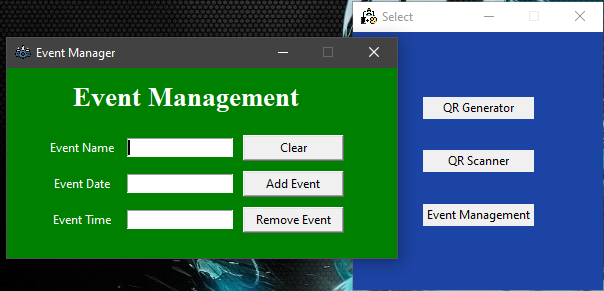 Select
Event Manager
Event Management
Event Name
Clear
Event Date
Add Event
Event Time
Remove Event
QR Generator
QR Scanner
Event Management